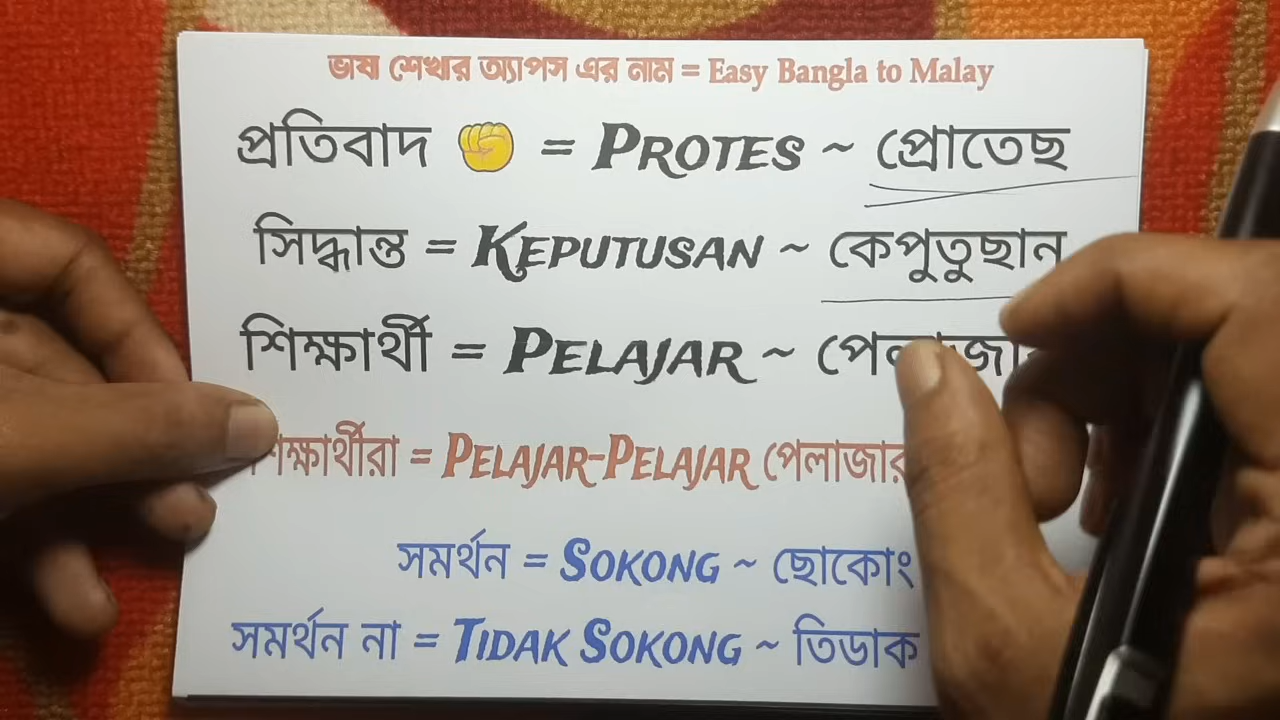 ভাষ শেখার অ্যাপস এর নাম = Easy Bangla to Malay
প্রতিবাদ ✊ = PROTES ~ প্রোতেছ
সিদ্ধান্ত = KEPUTUSAN ~ কেপুতুছান
শিক্ষার্থী = PELAJAR ~
শিক্ষার্থীরা = PELAJAR-PELAJAR পেলাজার
সমর্থন = SOKONG ~ ছোকোং
সমর্থন না = TIDAK SOKONG ~ তিডাক